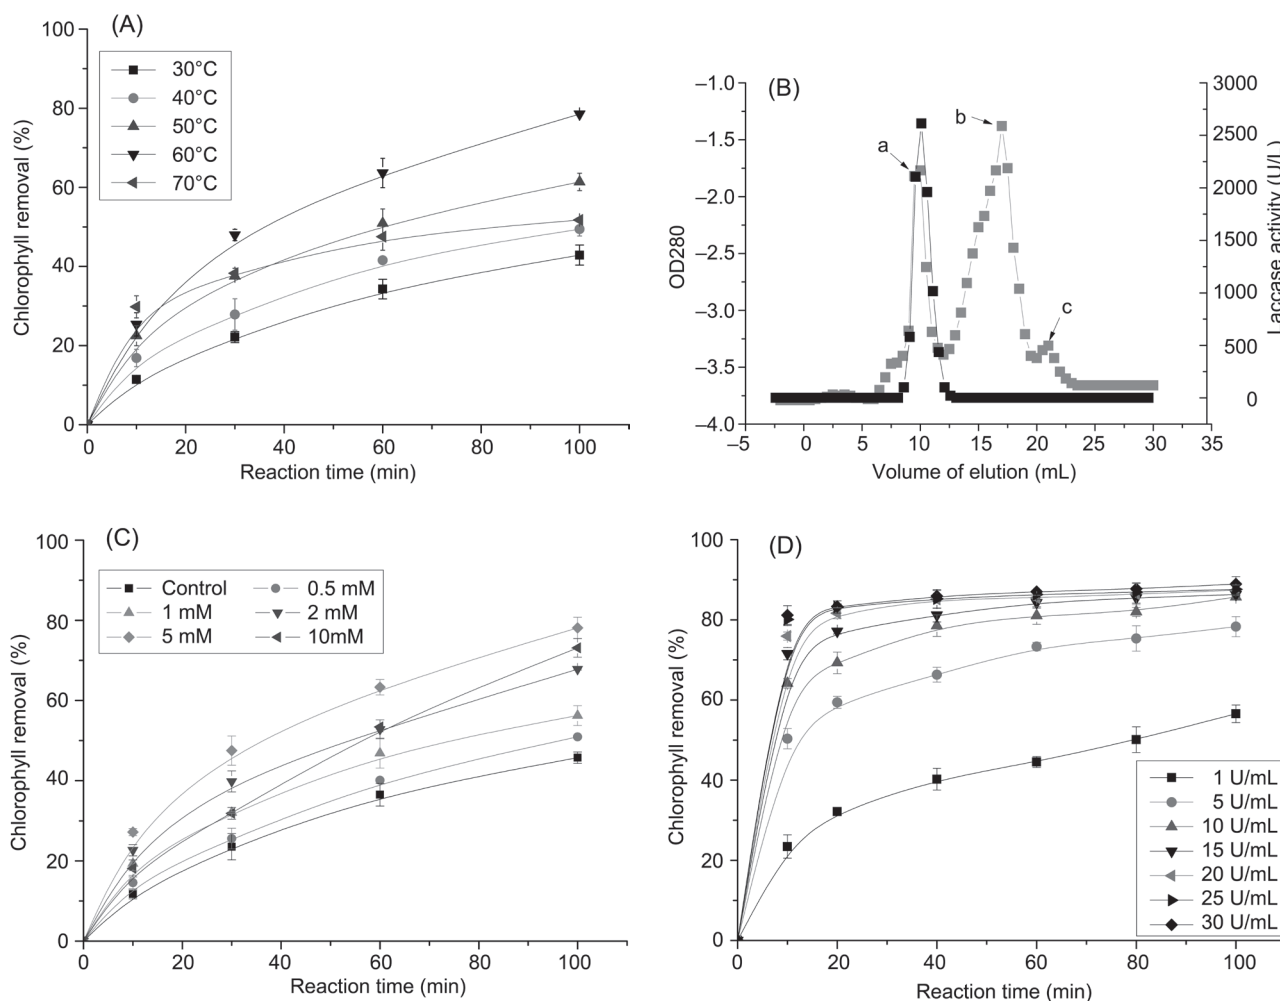 (A)
100
80
60
40
20
0
Chlorophyll removal (%)
30°C
40°C
50°C
60°C
70°C
0 20 40 60 80 100
Reaction time (min)
(B)
–1.0
–1.5
–2.0
–2.5
–3.0
–3.5
–4.0
OD280
a
b
c
3000
2500
2000
1500
1000
500
0
Laccase activity (U/L)
–5 0 5 10 15 20 25 30 35
Volume of elution (mL)
(C)
100
80
60
40
20
0
Chlorophyll removal (%)
Control 0.5 mM
1 mM 2 mM
5 mM 10mM
0 20 40 60 80 100
Reaction time (min)
(D)
100
80
60
40
20
0
Chlorophyll removal (%)
1 U/mL
5 U/mL
10 U/mL
15 U/mL
20 U/mL
25 U/mL
30 U/mL
0 20 40 60 80 100
Reaction time (min)